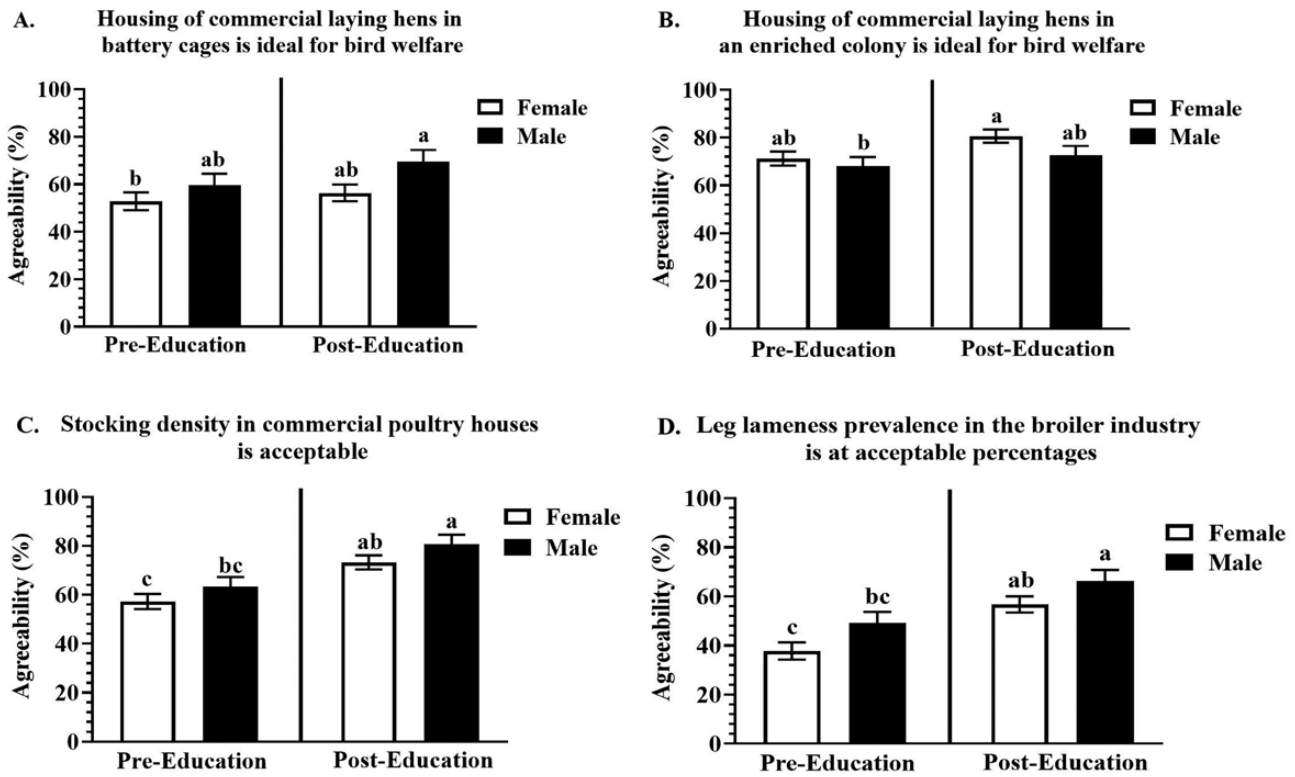 A. Housing of commercial laying hens in
battery cages is ideal for bird welfare
Agreeability (%)
100
80
60
40
20
0
b
ab
ab
a
Female
Male
Pre-Education
Post-Education
B. Housing of commercial laying hens in
an enriched colony is ideal for bird welfare
Agreeability (%)
100
80
60
40
20
0
ab
b
a
ab
Female
Male
Pre-Education
Post-Education
C. Stocking density in commercial poultry houses
is acceptable
Agreeability (%)
100
80
60
40
20
0
c
bc
ab
a
Female
Male
Pre-Education
Post-Education
D. Leg lameness prevalence in the broiler industry
is at acceptable percentages
Agreeability (%)
100
80
60
40
20
0
c
bc
ab
a
Female
Male
Pre-Education
Post-Education